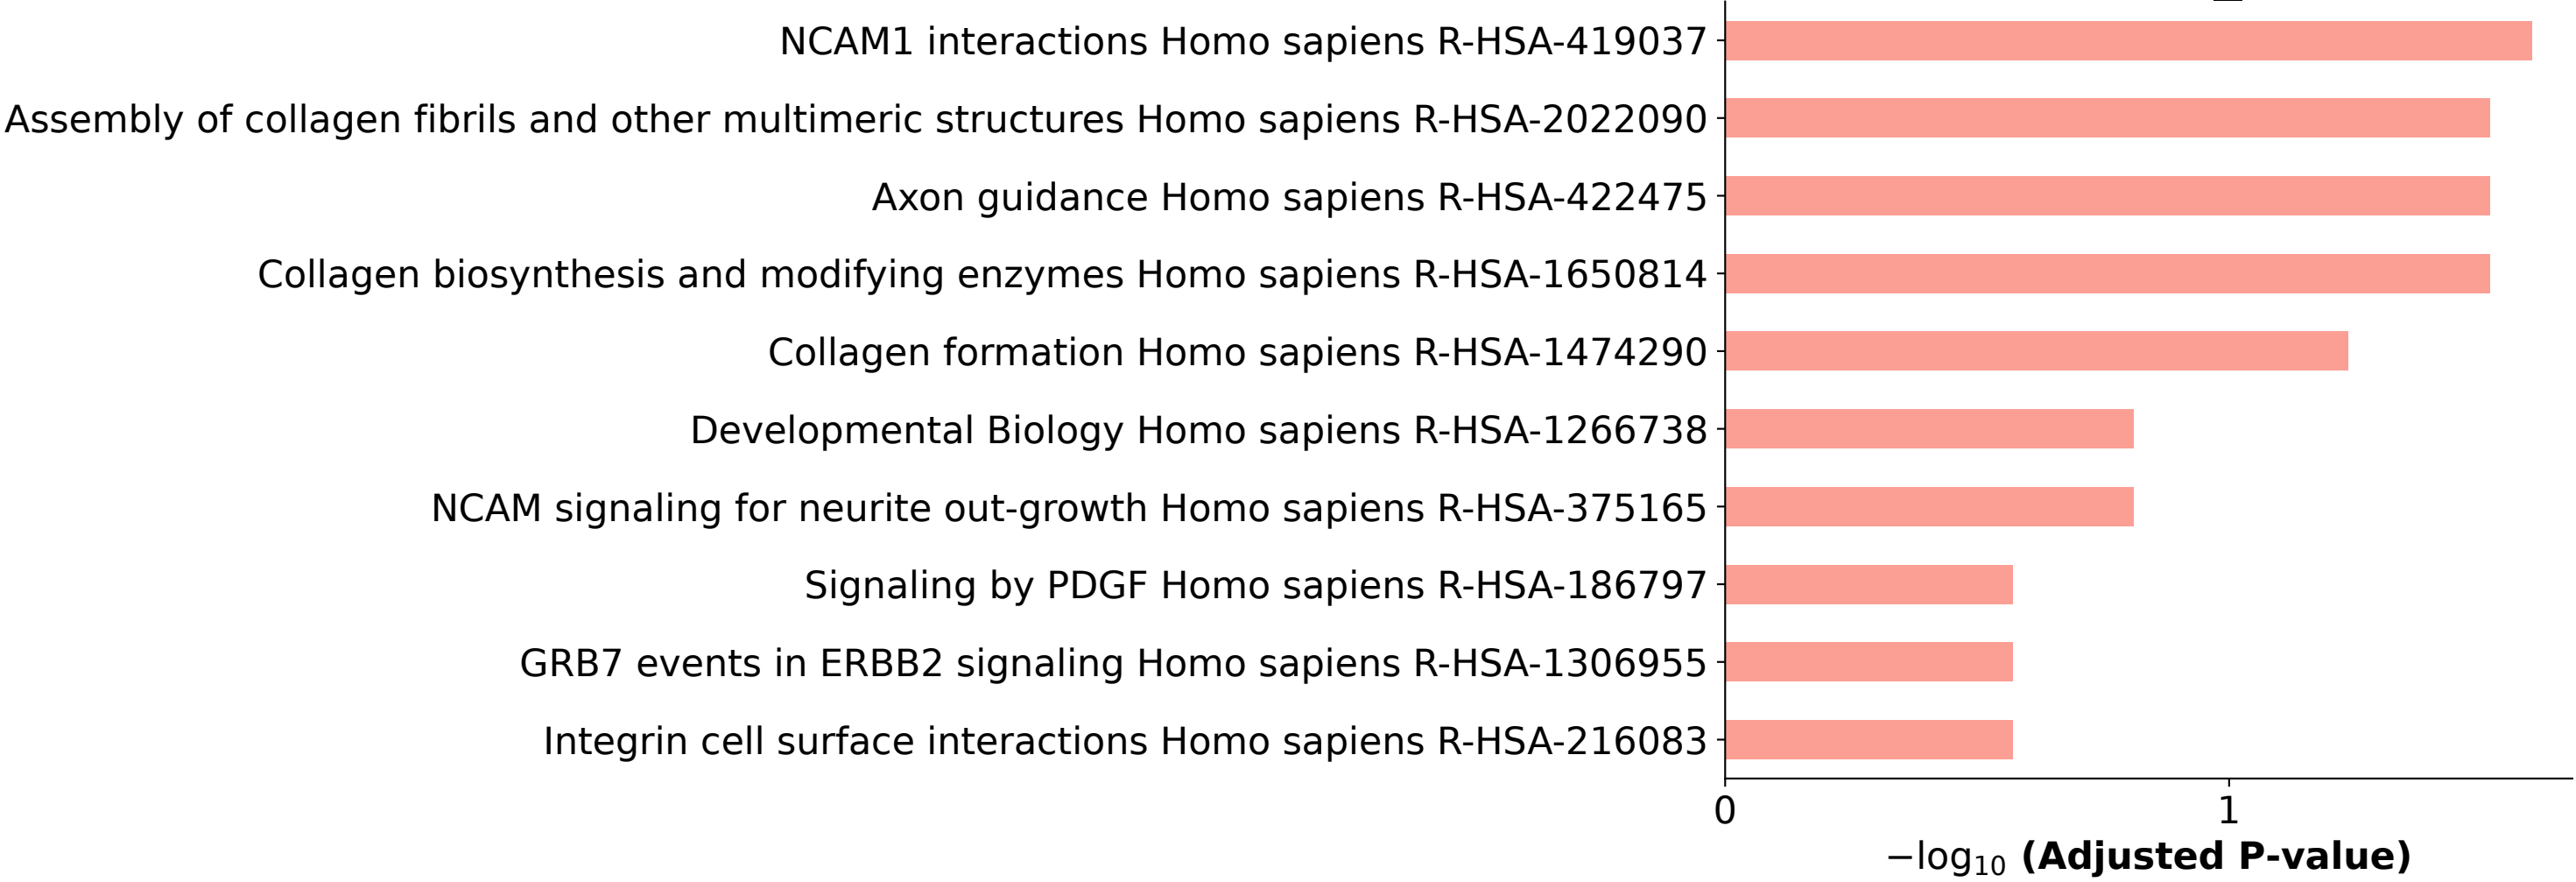 NCAM1 interactions Homo sapiens R-HSA-419037
Assembly of collagen fibrils and other multimeric structures Homo sapiens R-HSA-2022090
Axon guidance Homo sapiens R-HSA-422475
Collagen biosynthesis and modifying enzymes Homo sapiens R-HSA-1650814
Collagen formation Homo sapiens R-HSA-1474290
Developmental Biology Homo sapiens R-HSA-1266738
NCAM signaling for neurite out-growth Homo sapiens R-HSA-375165
Signaling by PDGF Homo sapiens R-HSA-186797
GRB7 events in ERBB2 signaling Homo sapiens R-HSA-1306955
Integrin cell surface interactions Homo sapiens R-HSA-216083
0 1
−log₁₀ (Adjusted P-value)